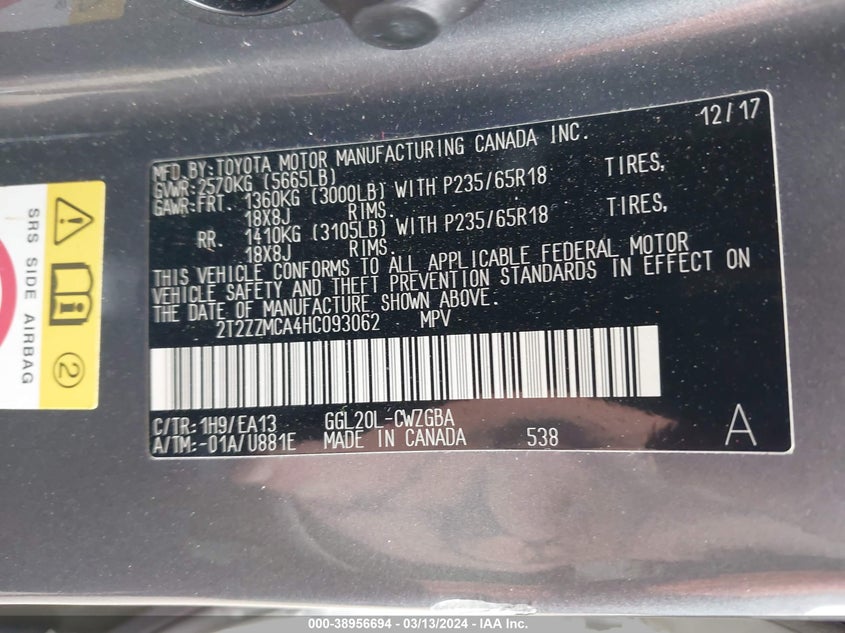 12/17
MFD.BY:TOYOTA MOTOR MANUFACTURING CANADA INC.
GVWR:2570KG (5665LB)
GAWR:FRT. 1360KG (3000LB) WITH P235/65R18 TIRES,
18X8J RIMS.
RR. 1410KG (3105LB) WITH P235/65R18 TIRES,
18X8J RIMS.
THIS VEHICLE CONFORMS TO ALL APPLICABLE FEDERAL MOTOR
VEHICLE SAFETY AND THEFT PREVENTION STANDARDS IN EFFECT ON
THE DATE OF MANUFACTURE SHOWN ABOVE.
2T2ZZMCA4HC093062 MPV
C/TR:1H9/EA13 GGL20L-CWZGBA
A/TM:-01A/U881E MADE IN CANADA 538 A
SRS SIDE AIRBAG
2
000-38956694 - 03/13/2024 - IAA Inc.